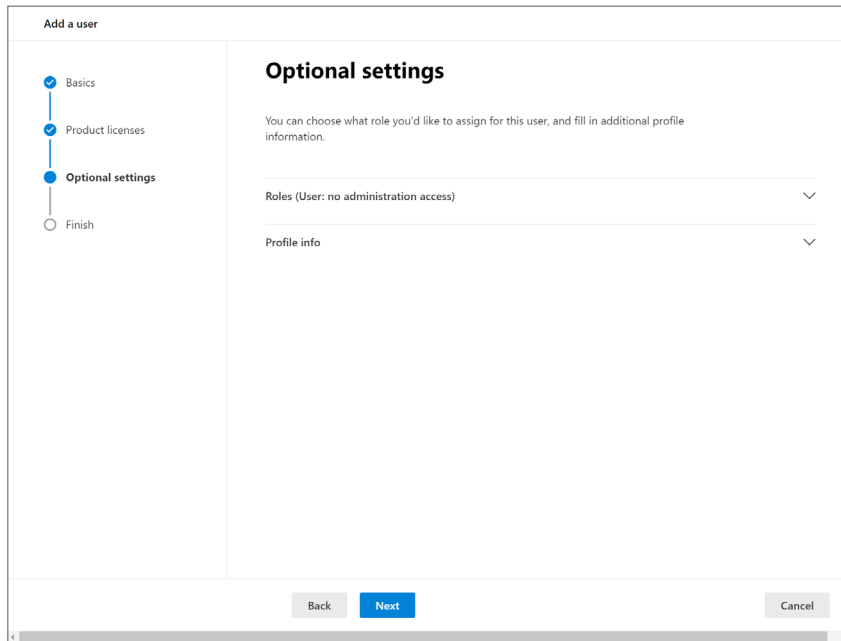 Add a user
Basics
Product licenses
Optional settings
Finish
Optional settings
You can choose what role you'd like to assign for this user, and fill in additional profile
information.
Roles (User: no administration access)
Profile info
Back
Next
Cancel